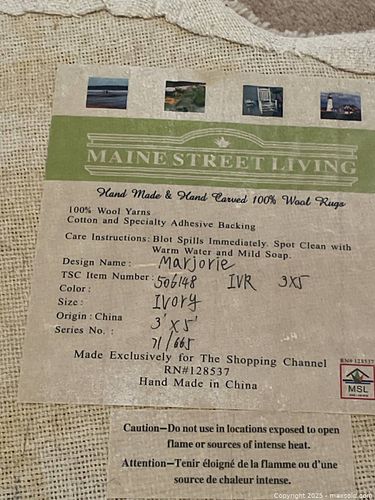 MAINE STREET LIVING
Hand Made & Hand Carved 100% Wool Rugs
100% Wool Yarns
Cotton and Specialty Adhesive Backing
Care Instructions: Blot Spills Immediately. Spot Clean with
Warm Water and Mild Soap.
Design Name: Marjorie
TSC Item Number: 506148 IVR 3X5
Color:
Size: Ivory
Origin: China 3' X 5'
Series No.: 71/665
Made Exclusively for The Shopping Channel
RN#128537
Hand Made in China
RN# 128537
MSL
Caution—Do not use in locations exposed to open
flame or sources of intense heat.
Attention—Tenir éloigné de la flamme ou d'une
source de chaleur intense.
Copyright 2025 - maxsold.com